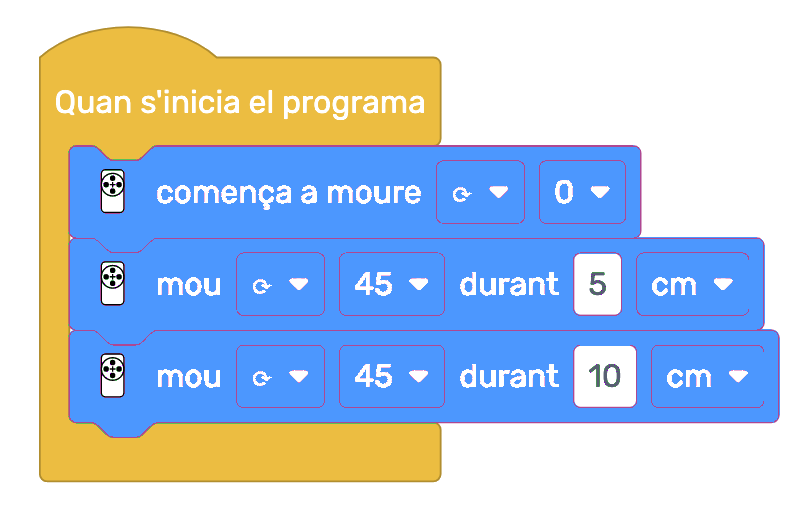 Quan s'inicia el programa
comença a moure ⟳ 0
mou ⟳ 45 durant 5 cm
mou ⟳ 45 durant 10 cm